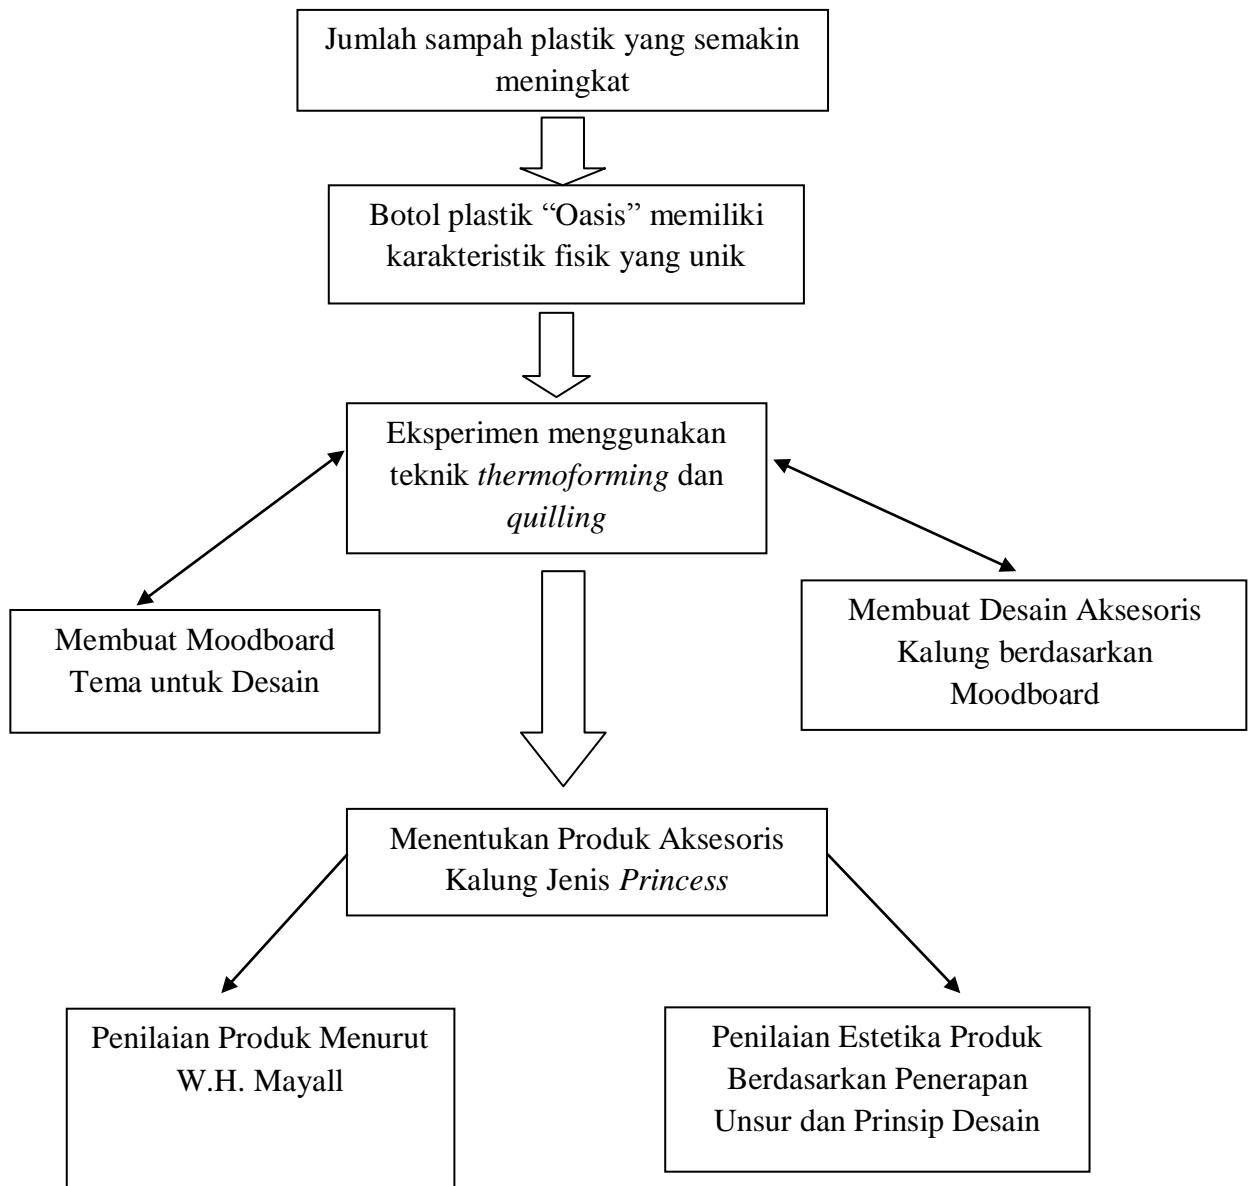 Jumlah sampah plastik yang semakin
meningkat
Botol plastik “Oasis” memiliki
karakteristik fisik yang unik
Eksperimen menggunakan
teknik thermoforming dan
quilling
Membuat Moodboard
Tema untuk Desain
Membuat Desain Aksesoris
Kalung berdasarkan
Moodboard
Menentukan Produk Aksesoris
Kalung Jenis Princess
Penilaian Produk Menurut
W.H. Mayall
Penilaian Estetika Produk
Berdasarkan Penerapan
Unsur dan Prinsip Desain